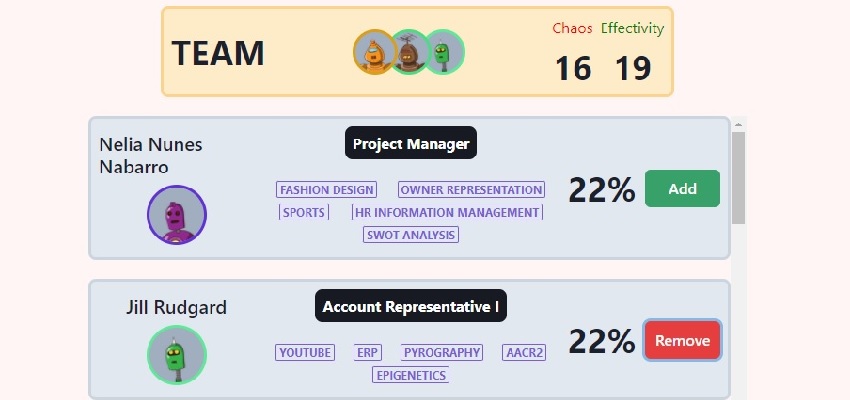 TEAM
Chaos Effectivity
16 19
Nelia Nunes
Nabarro
Project Manager
FASHION DESIGN OWNER REPRESENTATION
SPORTS HR INFORMATION MANAGEMENT
SWOT ANALYSIS
22% Add
Jill Rudgard
Account Representative I
YOUTUBE ERP PYROGRAPHY AACR2
EPIGENETICS
22% Remove